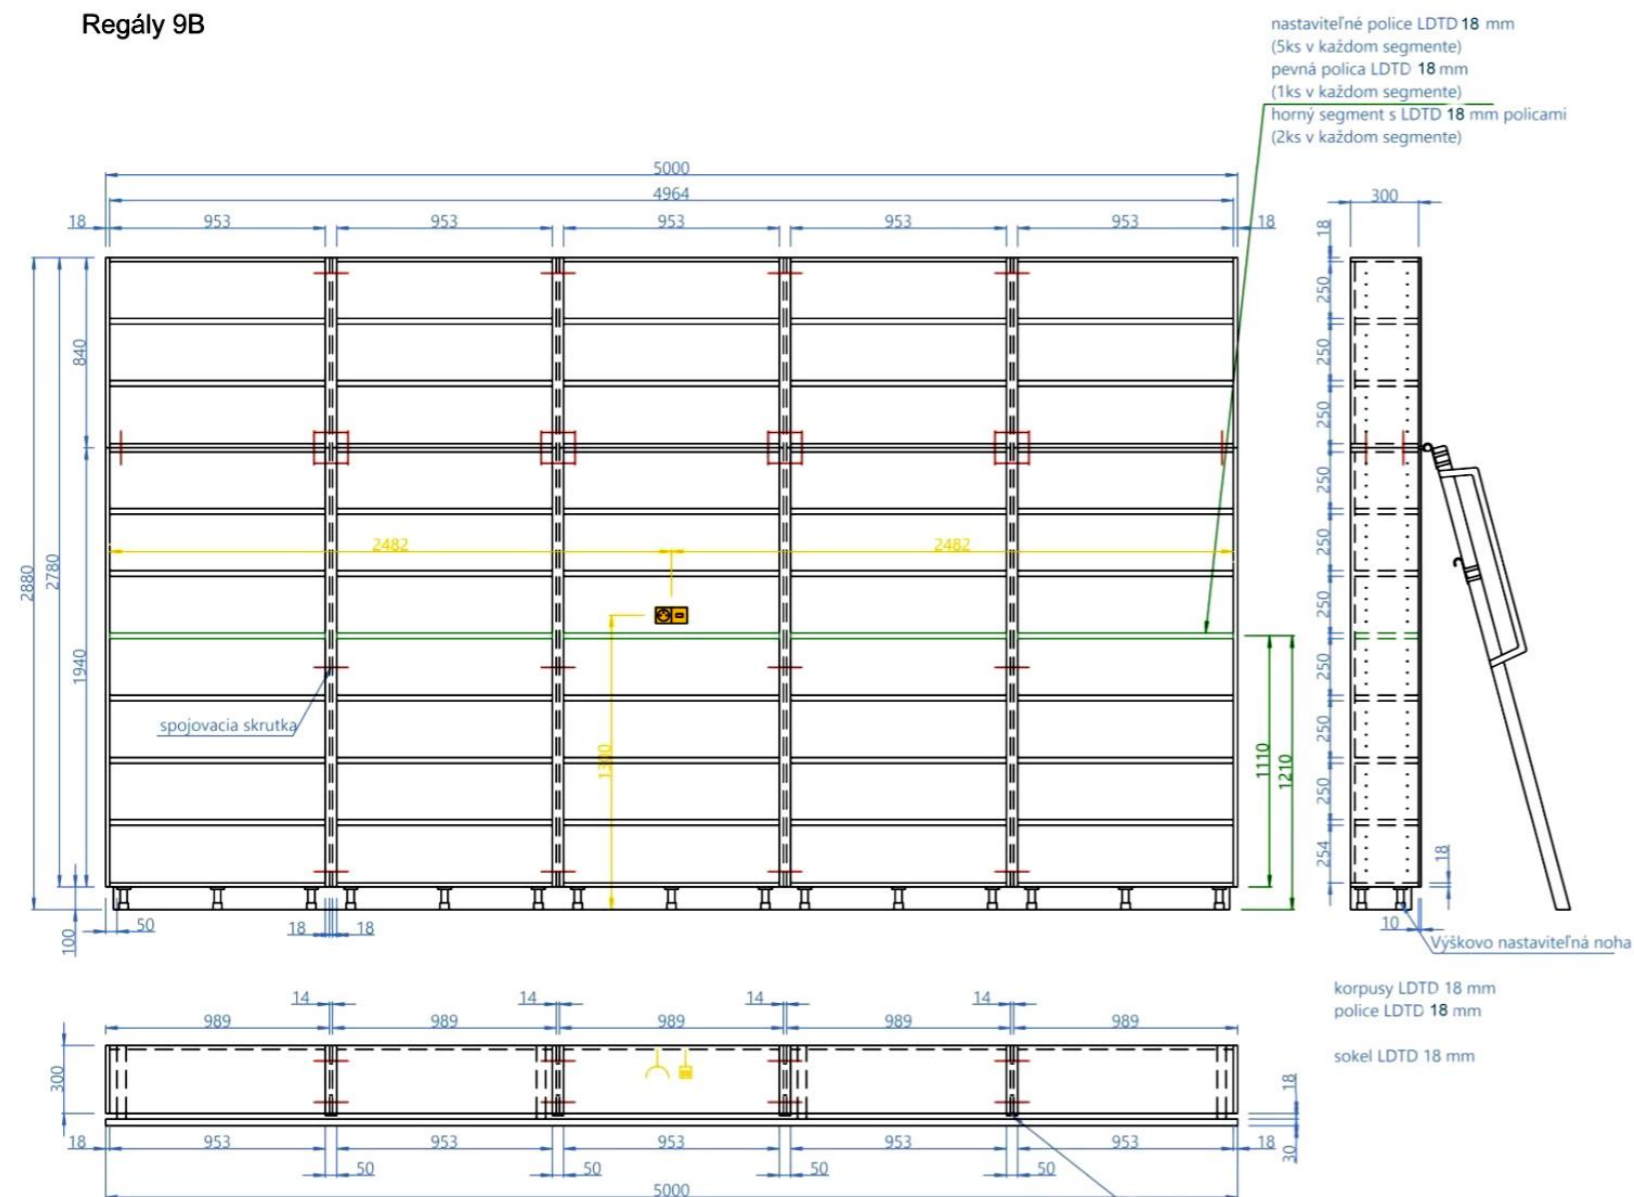 Regály 9B
nastaviteľné police LDTD 18 mm
(5ks v každom segmente)
pevná polica LDTD 18 mm
(1ks v každom segmente)
horný segment s LDTD 18 mm policami
(2ks v každom segmente)
5000
4964
300
18 953 953 953 953 953 18
18
250
250
840
250
250
2482 2482
250
2880
2780
250
1940
250
spojovacia skrutka
250
1300
1110
1210
250
254
18
50
18 18
100
10
Výškovo nastaviteľná noha
14 14 14 14
korpusy LDTD 18 mm
police LDTD 18 mm
989 989 989 989 989
sokel LDTD 18 mm
300
18
18 953 953 953 953 953 18
30
50 50 50 50
5000